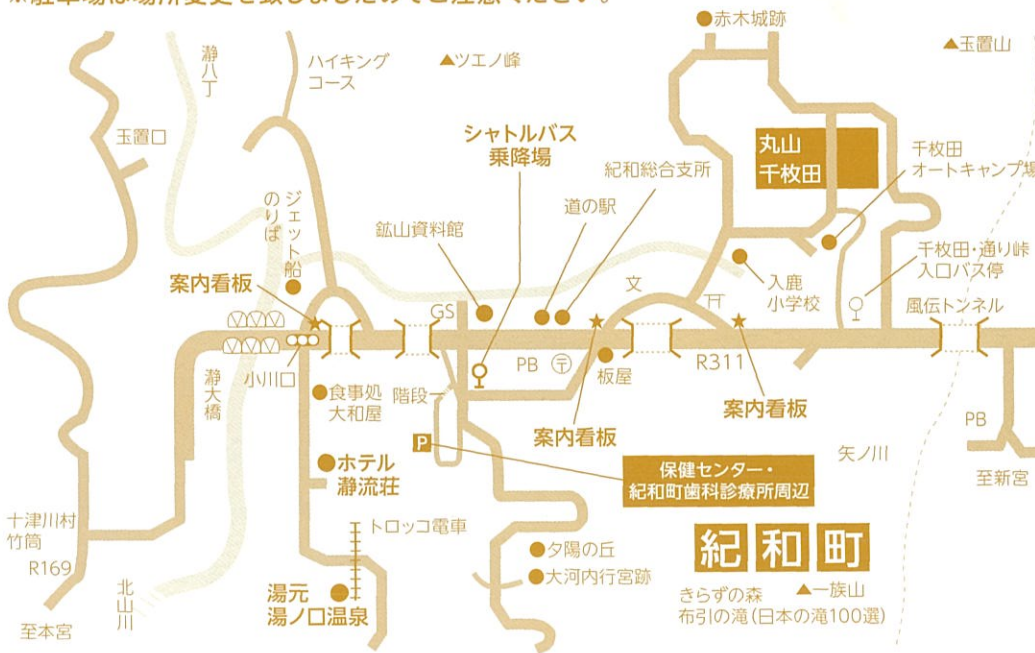 ※駐車場は場所変更を致しましたのでご注意ください。
赤木城跡
▲玉置山
瀞八丁
ハイキング
コース
▲ツエノ峰
玉置口
シャトルバス
乗降場
紀和総合支所
丸山
千枚田
千枚田
オートキャンプ場
ジェット船
のりば
鉱山資料館
道の駅
案内看板
文
入鹿
小学校
千枚田・通り峠
入口バス停
GS
風伝トンネル
小川口
PB
〒
板屋
R311
瀞大橋
食事処
大和屋
階段
案内看板
案内看板
PB
P
ホテル
瀞流荘
保健センター・
紀和町歯科診療所周辺
矢ノ川
至新宮
十津川村
竹筒
トロッコ電車
紀和町
R169
夕陽の丘
大河内行宮跡
北山川
湯元
湯ノ口温泉
きらずの森
▲一族山
布引の滝(日本の滝100選)
至本宮